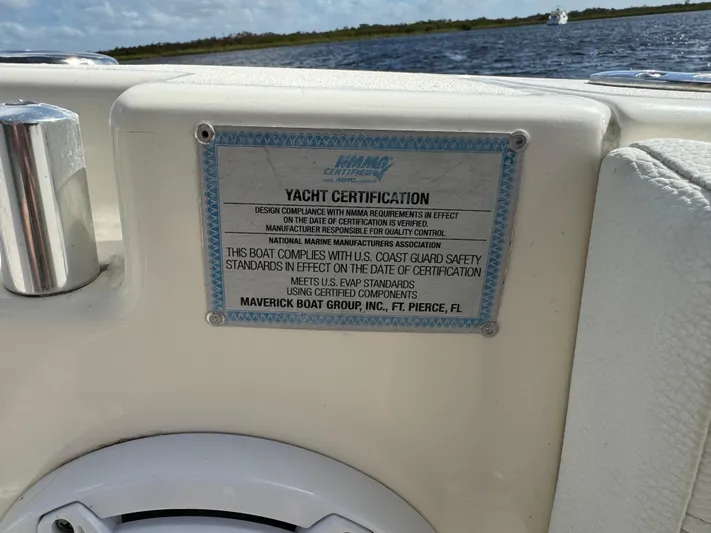 NMMA
CERTIFIED
YACHT CERTIFICATION
DESIGN COMPLIANCE WITH NMMA REQUIREMENTS IN EFFECT
ON THE DATE OF CERTIFICATION IS VERIFIED.
MANUFACTURER RESPONSIBLE FOR QUALITY CONTROL
NATIONAL MARINE MANUFACTURERS ASSOCIATION
THIS BOAT COMPLIES WITH U.S. COAST GUARD SAFETY
STANDARDS IN EFFECT ON THE DATE OF CERTIFICATION
MEETS U.S. EVAP STANDARDS
USING CERTIFIED COMPONENTS
MAVERICK BOAT GROUP, INC., FT. PIERCE, FL